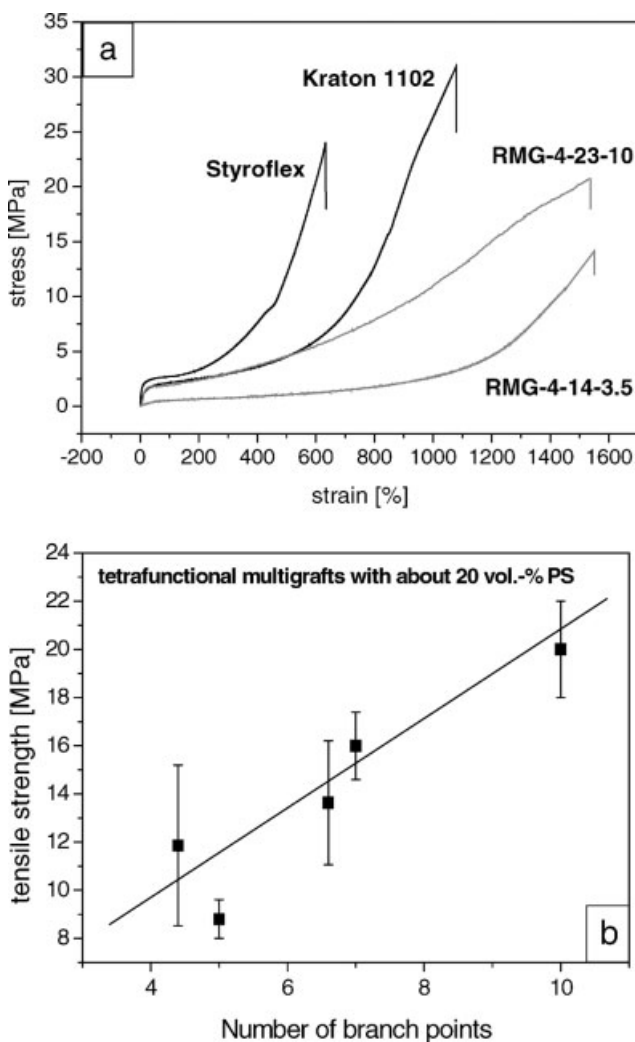 a
35
30
25
20
15
10
5
0
stress [MPa]
Kraton 1102
Styroflex
RMG-4-23-10
RMG-4-14-3.5
-200 0 200 400 600 800 1000 1200 1400 1600
strain [%]
tetrafunctional multigrafts with about 20 vol.-% PS
24
22
20
18
16
14
12
10
8
tensile strength [MPa]
b
4 6 8 10
Number of branch points